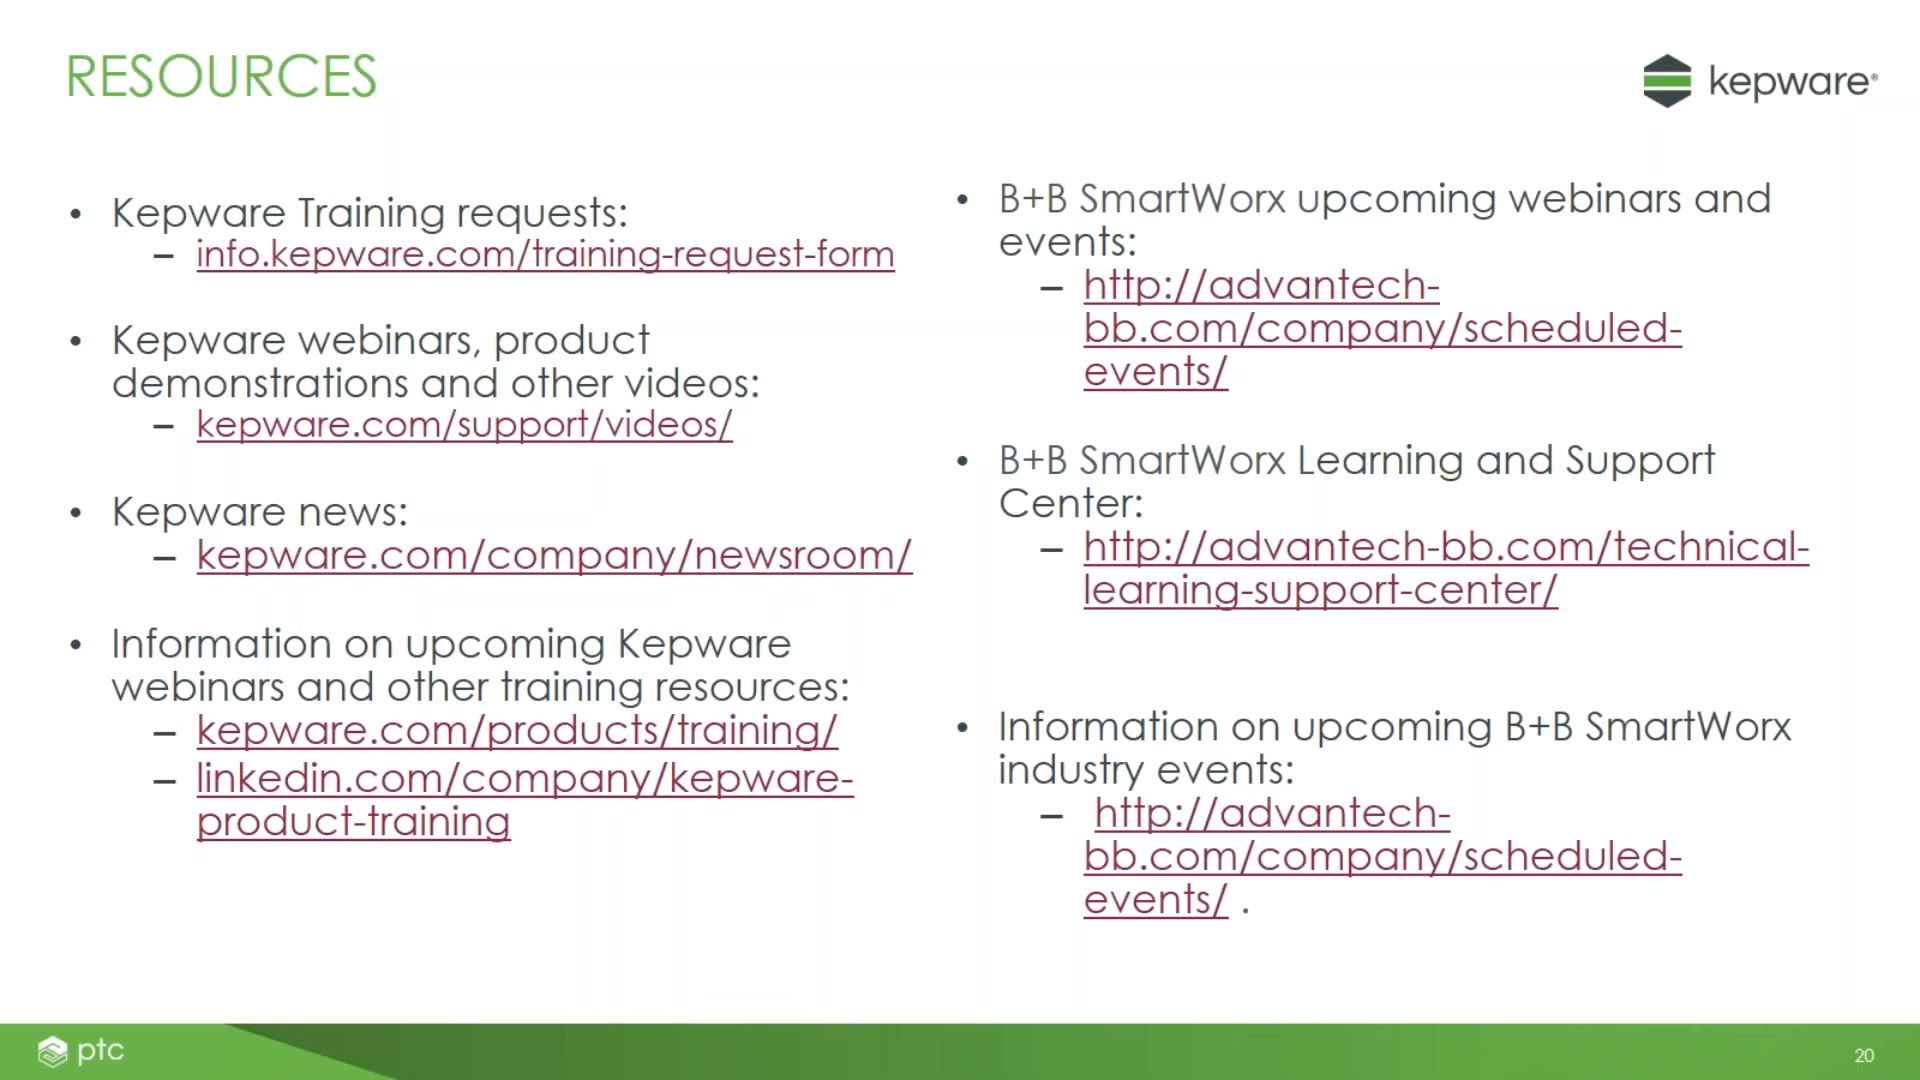 RESOURCES
kepware®
• Kepware Training requests:
– info.kepware.com/training-request-form
• Kepware webinars, product
demonstrations and other videos:
– kepware.com/support/videos/
• Kepware news:
– kepware.com/company/newsroom/
• Information on upcoming Kepware
webinars and other training resources:
– kepware.com/products/training/
– linkedin.com/company/kepware-
product-training
• B+B SmartWorx upcoming webinars and
events:
– http://advantech-
bb.com/company/scheduled-
events/
• B+B SmartWorx Learning and Support
Center:
– http://advantech-bb.com/technical-
learning-support-center/
• Information on upcoming B+B SmartWorx
industry events:
– http://advantech-
bb.com/company/scheduled-
events/ .
ptc
20